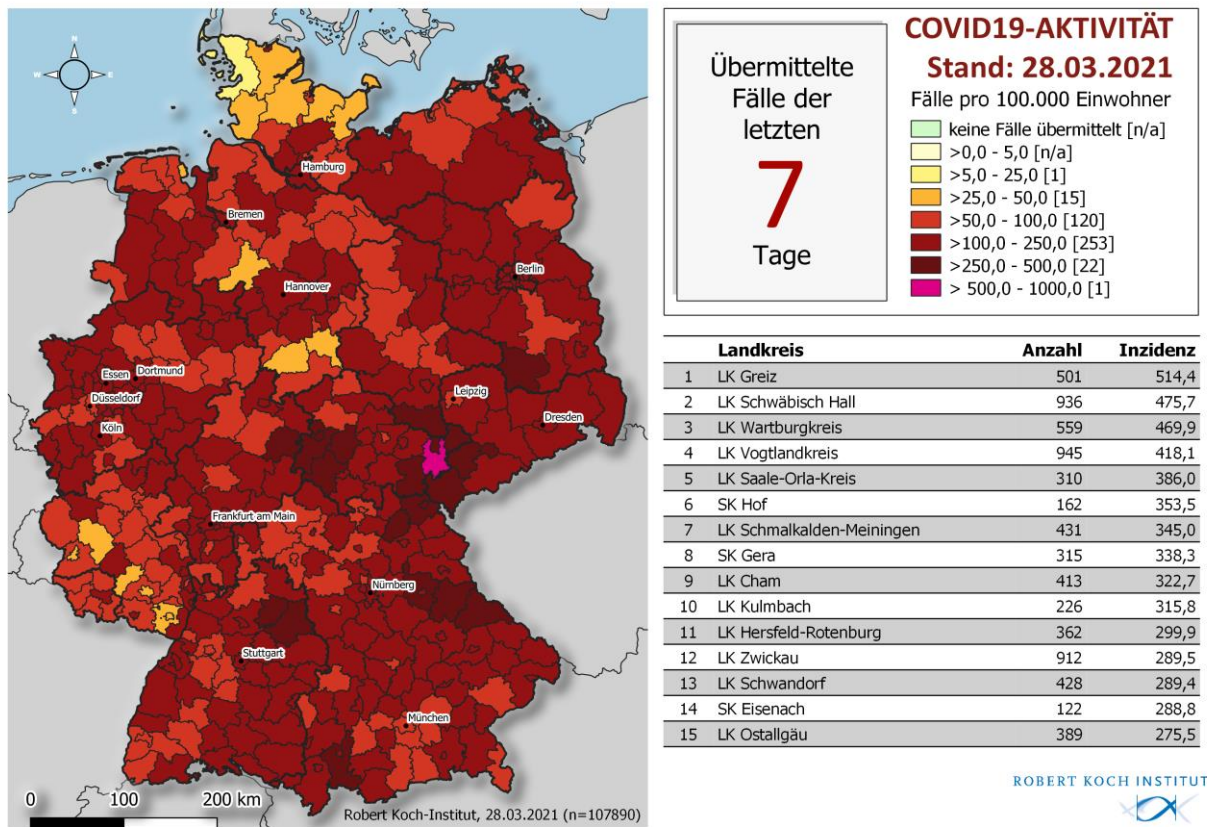 N
W
E
S
Hamburg
Bremen
Berlin
Hannover
Essen
Dortmund
Düsseldorf
Köln
Leipzig
Dresden
Frankfurt am Main
Nürnberg
Stuttgart
München
0 100 200 km
Robert Koch-Institut, 28.03.2021 (n=107890)
Übermittelte
Fälle der
letzten
7
Tage
COVID19-AKTIVITÄT
Stand: 28.03.2021
Fälle pro 100.000 Einwohner
keine Fälle übermittelt [n/a]
>0,0 - 5,0 [n/a]
>5,0 - 25,0 [1]
>25,0 - 50,0 [15]
>50,0 - 100,0 [120]
>100,0 - 250,0 [253]
>250,0 - 500,0 [22]
> 500,0 - 1000,0 [1]
Landkreis Anzahl Inzidenz
1 LK Greiz 501 514,4
2 LK Schwäbisch Hall 936 475,7
3 LK Wartburgkreis 559 469,9
4 LK Vogtlandkreis 945 418,1
5 LK Saale-Orla-Kreis 310 386,0
6 SK Hof 162 353,5
7 LK Schmalkalden-Meiningen 431 345,0
8 SK Gera 315 338,3
9 LK Cham 413 322,7
10 LK Kulmbach 226 315,8
11 LK Hersfeld-Rotenburg 362 299,9
12 LK Zwickau 912 289,5
13 LK Schwandorf 428 289,4
14 SK Eisenach 122 288,8
15 LK Ostallgäu 389 275,5
ROBERT KOCH INSTITUT